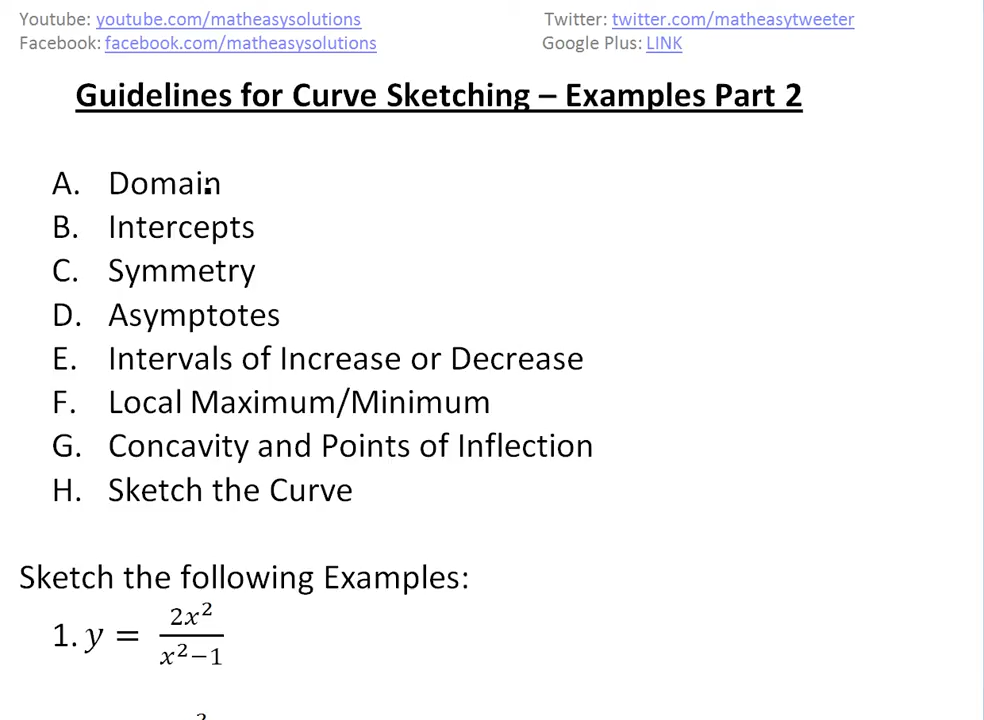 Youtube: youtube.com/matheasysolutions Twitter: twitter.com/matheasytweeter
Facebook: facebook.com/matheasysolutions Google Plus: LINK
Guidelines for Curve Sketching – Examples Part 2
A. Domain
B. Intercepts
C. Symmetry
D. Asymptotes
E. Intervals of Increase or Decrease
F. Local Maximum/Minimum
G. Concavity and Points of Inflection
H. Sketch the Curve
Sketch the following Examples:
1. y = 2x²/(x²−1)